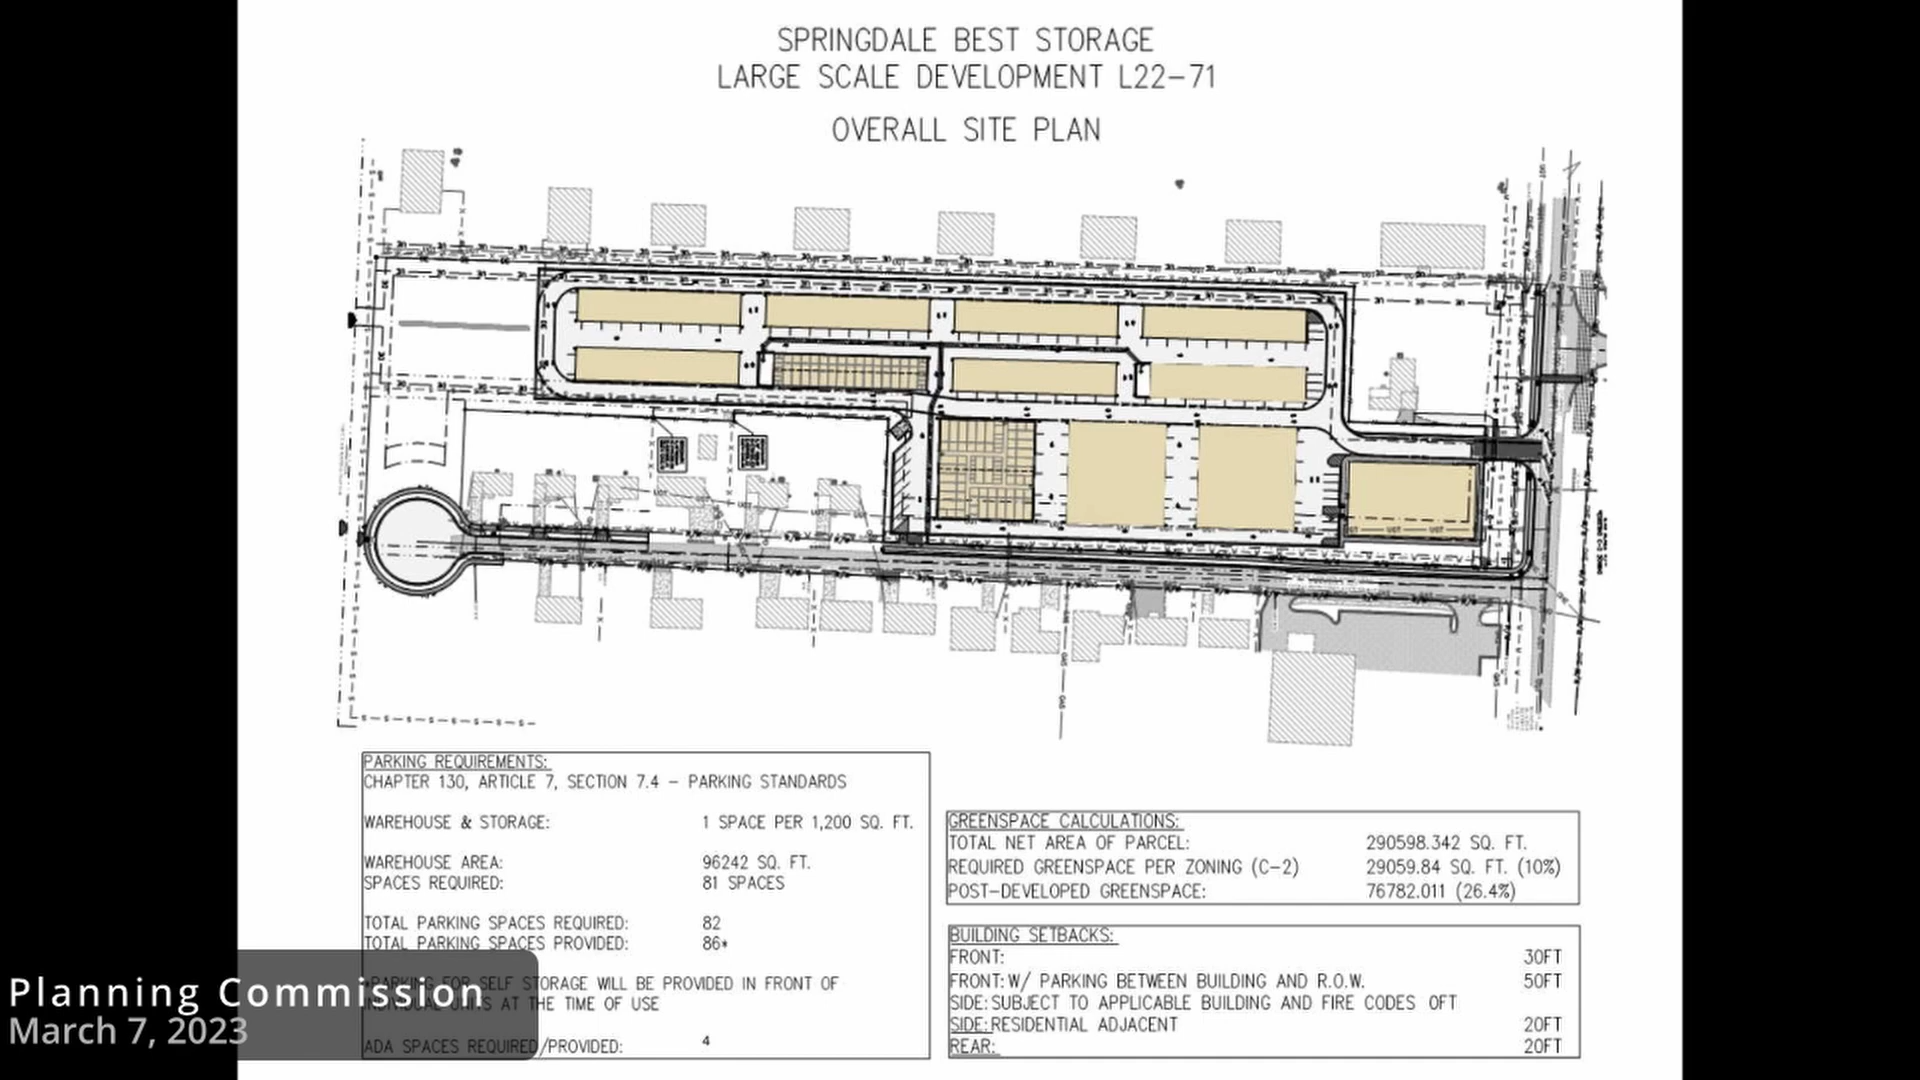 SPRINGDALE BEST STORAGE
LARGE SCALE DEVELOPMENT L22-71
OVERALL SITE PLAN
PARKING REQUIREMENTS:
CHAPTER 130, ARTICLE 7, SECTION 7.4 - PARKING STANDARDS
WAREHOUSE & STORAGE: 1 SPACE PER 1,200 SQ. FT.
WAREHOUSE AREA: 96242 SQ. FT.
SPACES REQUIRED: 81 SPACES
TOTAL PARKING SPACES REQUIRED: 82
TOTAL PARKING SPACES PROVIDED: 86*
*PARKING FOR SELF STORAGE WILL BE PROVIDED IN FRONT OF
INDIVIDUAL UNITS AT THE TIME OF USE
ADA SPACES REQUIRED/PROVIDED: 4
GREENSPACE CALCULATIONS:
TOTAL NET AREA OF PARCEL: 290598.342 SQ. FT.
REQUIRED GREENSPACE PER ZONING (C-2) 29059.84 SQ. FT. (10%)
POST-DEVELOPED GREENSPACE: 76782.011 (26.4%)
BUILDING SETBACKS:
FRONT: 30FT
FRONT: W/ PARKING BETWEEN BUILDING AND R.O.W. 50FT
SIDE: SUBJECT TO APPLICABLE BUILDING AND FIRE CODES 0FT
SIDE: RESIDENTIAL ADJACENT 20FT
REAR: 20FT
Planning Commission
March 7, 2023